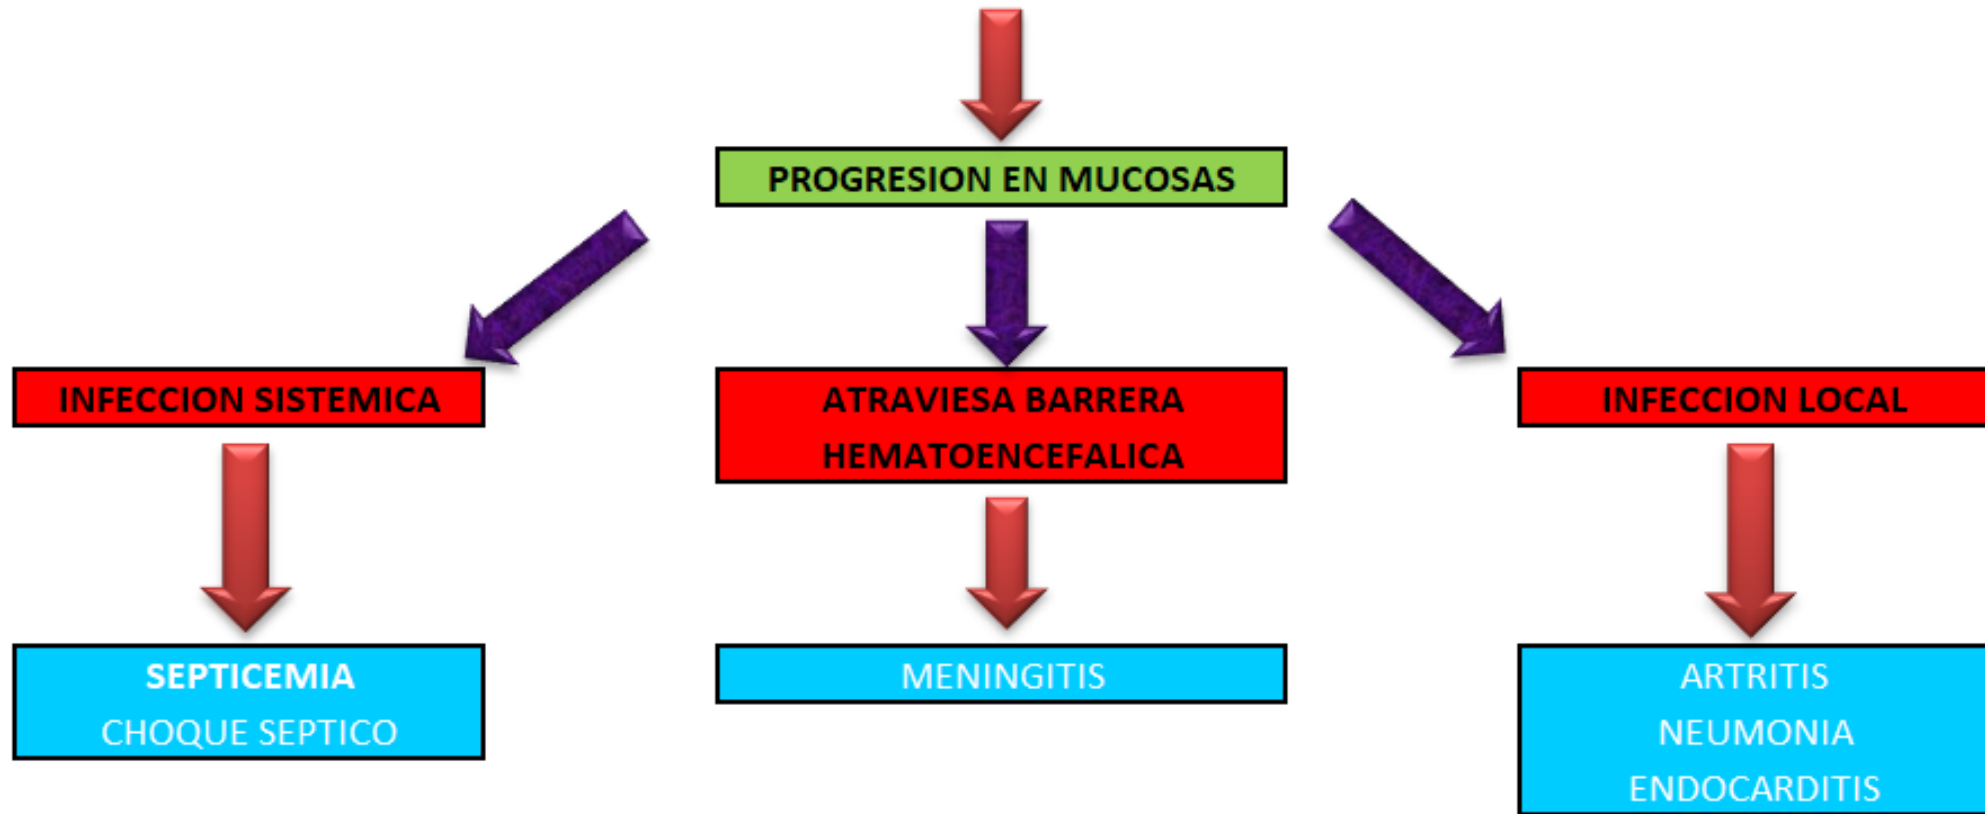 PROGRESION EN MUCOSAS
INFECCION SISTEMICA
ATRAVIESA BARRERA
HEMATOENCEFALICA
INFECCION LOCAL
SEPTICEMIA
CHOQUE SEPTICO
MENINGITIS
ARTRITIS
NEUMONIA
ENDOCARDITIS